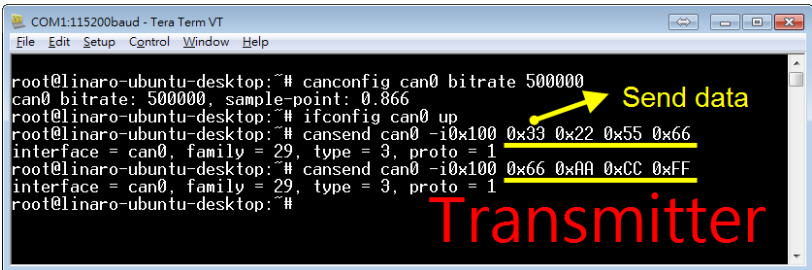 COM1:115200baud - Tera Term VT
File Edit Setup Control Window Help
root@linaro-ubuntu-desktop:~# canconfig can0 bitrate 500000
can0 bitrate: 500000, sample-point: 0.866
root@linaro-ubuntu-desktop:~# ifconfig can0 up
Send data
root@linaro-ubuntu-desktop:~# cansend can0 -i0x100 0x33 0x22 0x55 0x66
interface = can0, family = 29, type = 3, proto = 1
root@linaro-ubuntu-desktop:~# cansend can0 -i0x100 0x66 0xAA 0xCC 0xFF
interface = can0, family = 29, type = 3, proto = 1
root@linaro-ubuntu-desktop:~#
Transmitter